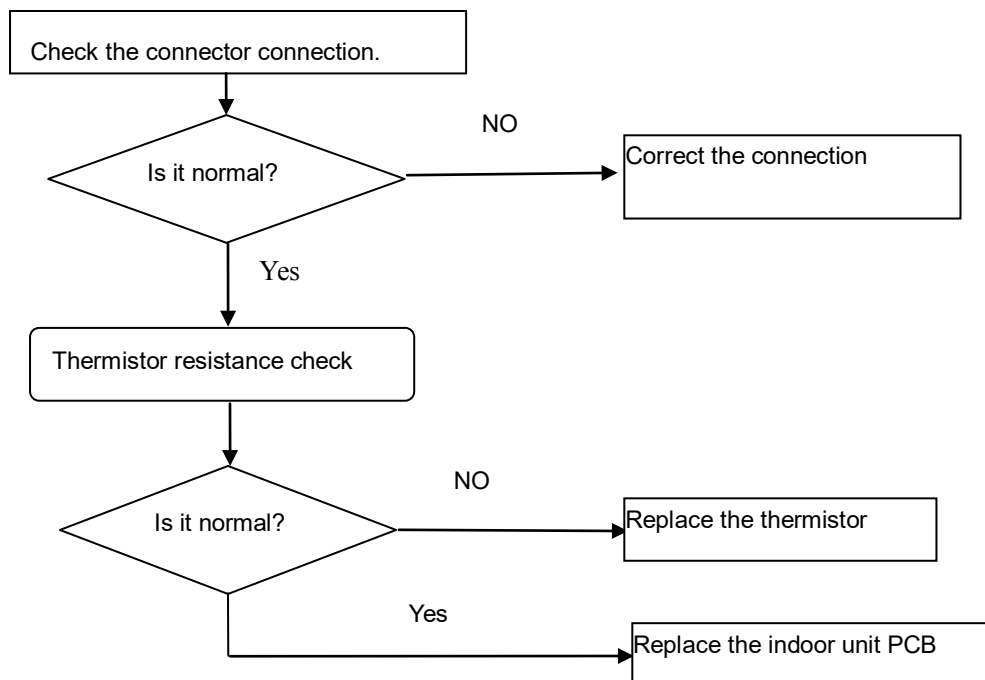 Check the connector connection.
NO
Is it normal?
Correct the connection
Yes
Thermistor resistance check
NO
Is it normal?
Replace the thermistor
Yes
Replace the indoor unit PCB